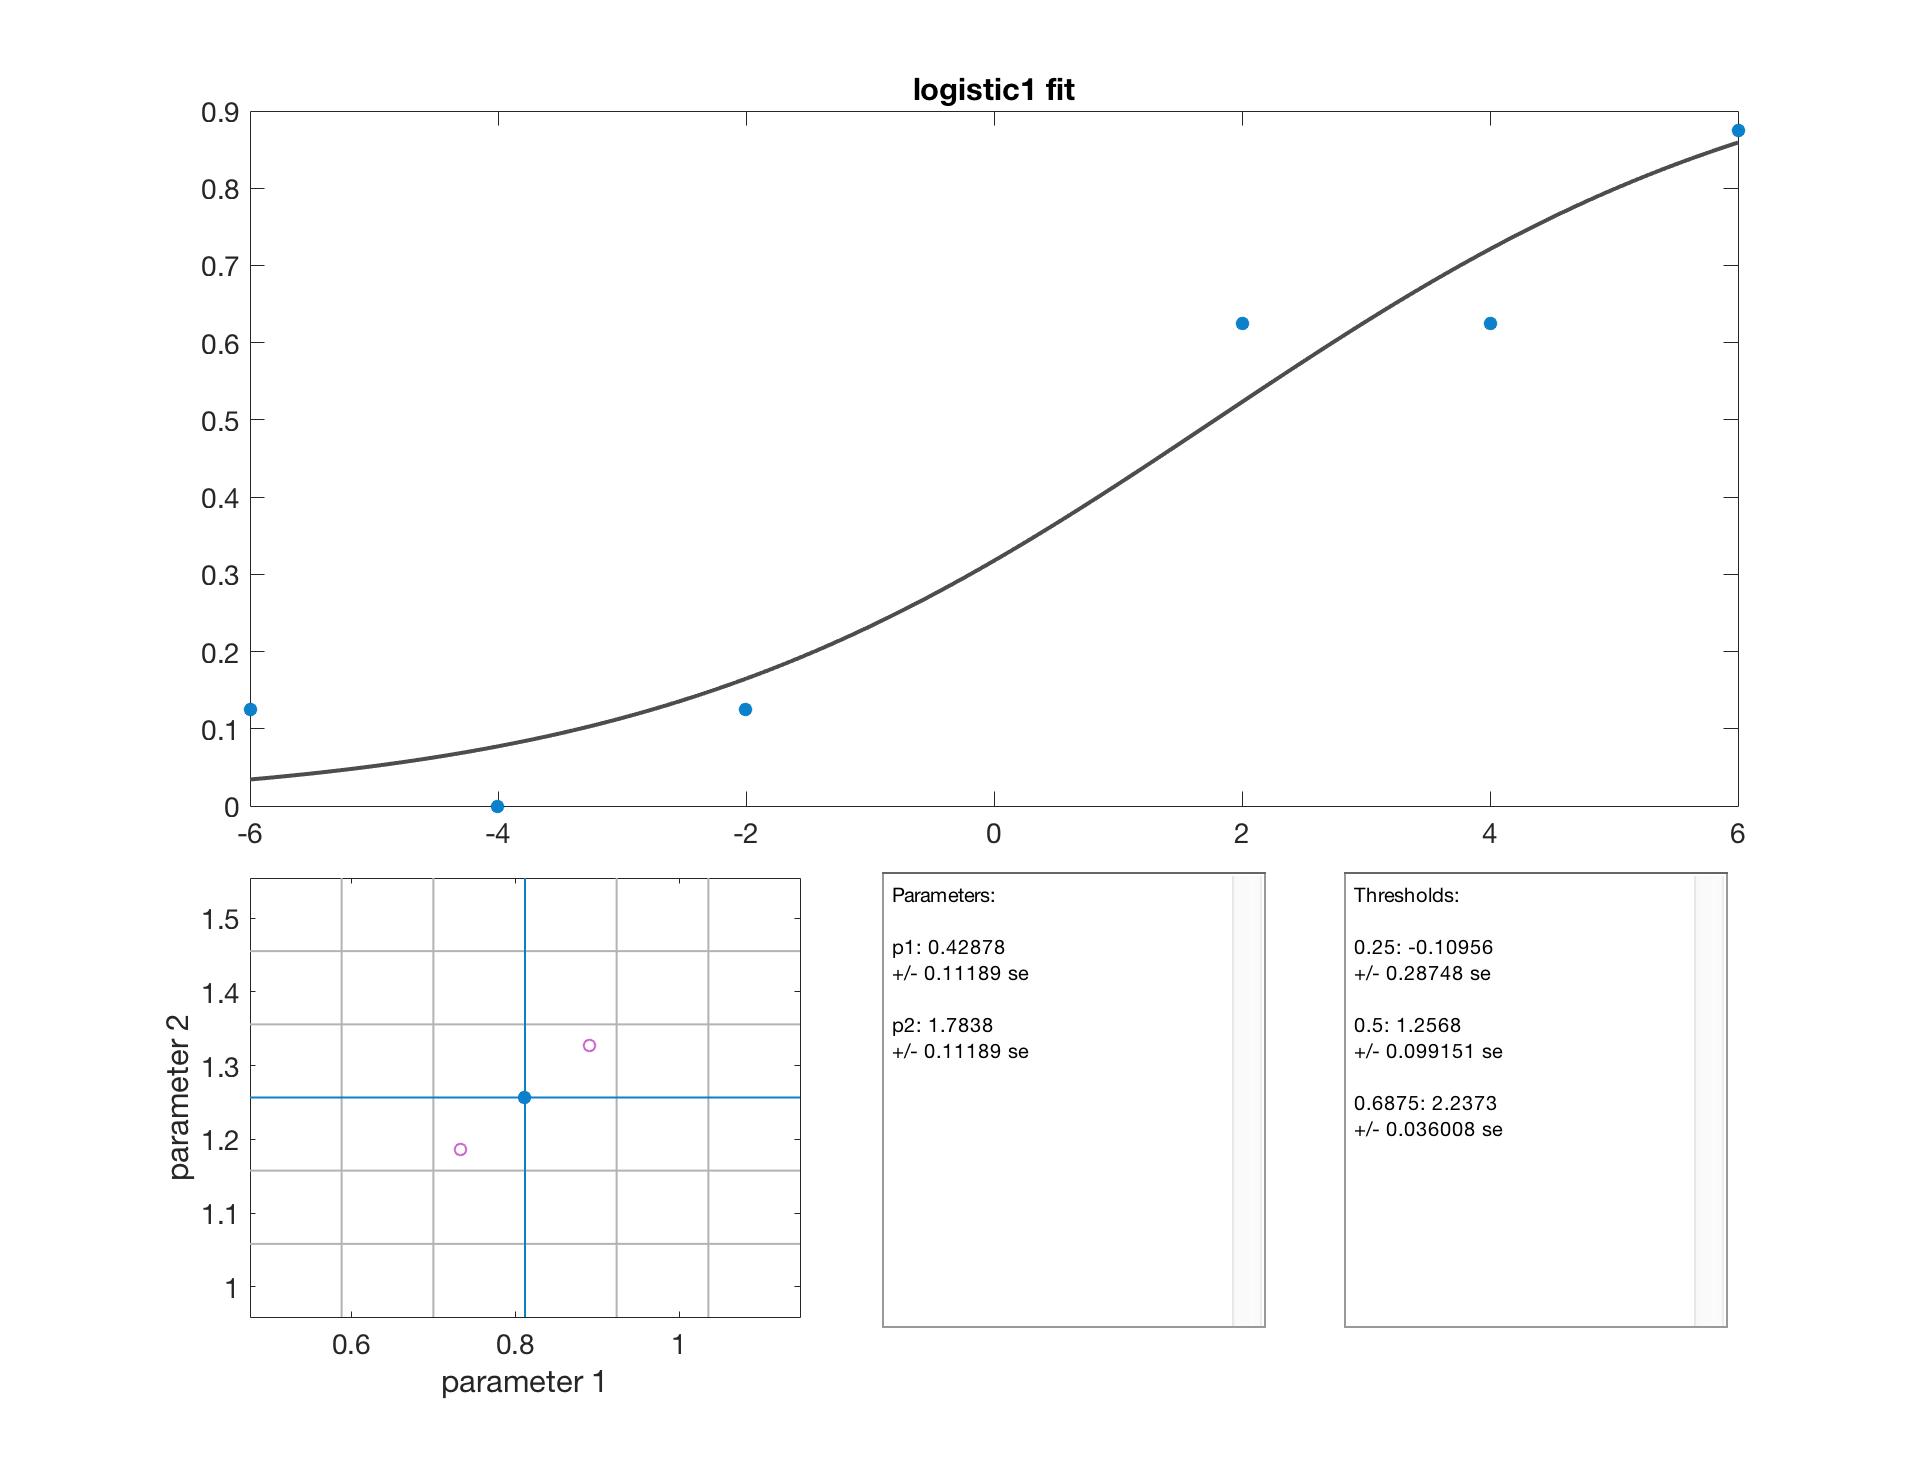 logistic1 fit
0.9
0.8
0.7
0.6
0.5
0.4
0.3
0.2
0.1
0
-6 -4 -2 0 2 4 6
1.5
1.4
1.3
1.2
1.1
1
parameter 2
0.6 0.8 1
parameter 1
Parameters:
p1: 0.42878
+/- 0.11189 se
p2: 1.7838
+/- 0.11189 se
Thresholds:
0.25: -0.10956
+/- 0.28748 se
0.5: 1.2568
+/- 0.099151 se
0.6875: 2.2373
+/- 0.036008 se